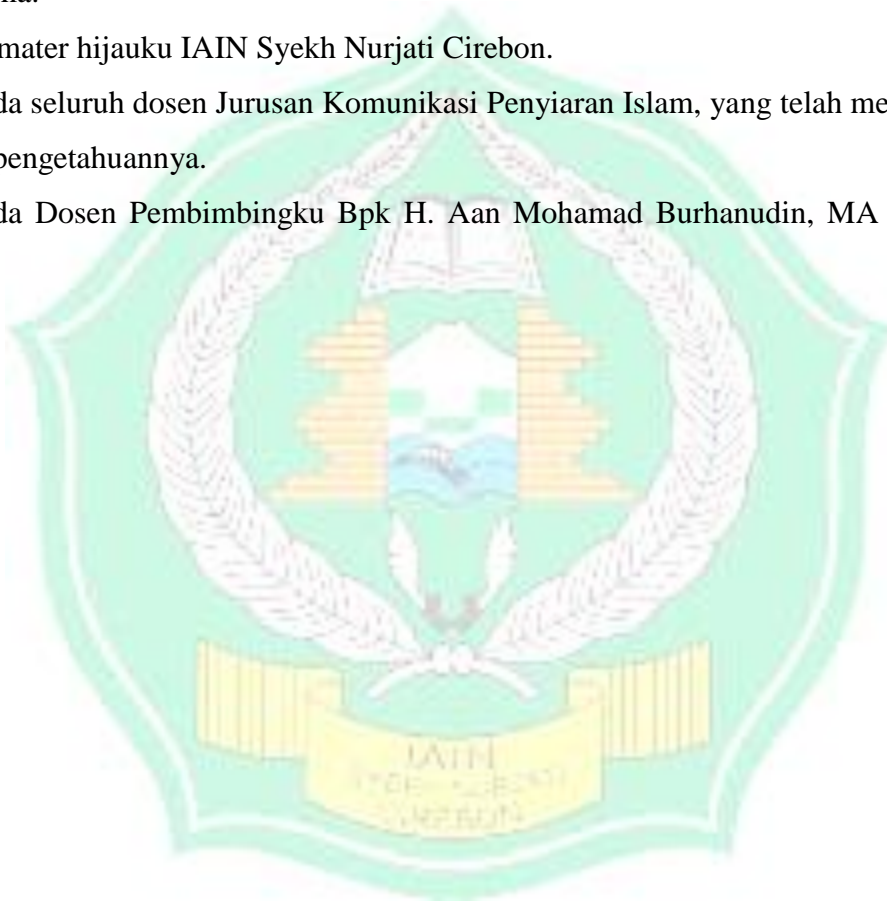 mater hijauku IAIN Syekh Nurjati Cirebon.
da seluruh dosen Jurusan Komunikasi Penyiaran Islam, yang telah me
pengetahuannya.
da Dosen Pembimbingku Bpk H. Aan Mohamad Burhanudin, MA
IAIN